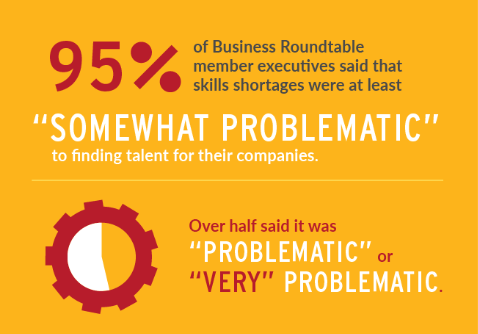 95% of Business Roundtable
member executives said that
skills shortages were at least
“SOMEWHAT PROBLEMATIC”
to finding talent for their companies.
Over half said it was
“PROBLEMATIC” or
“VERY” PROBLEMATIC.